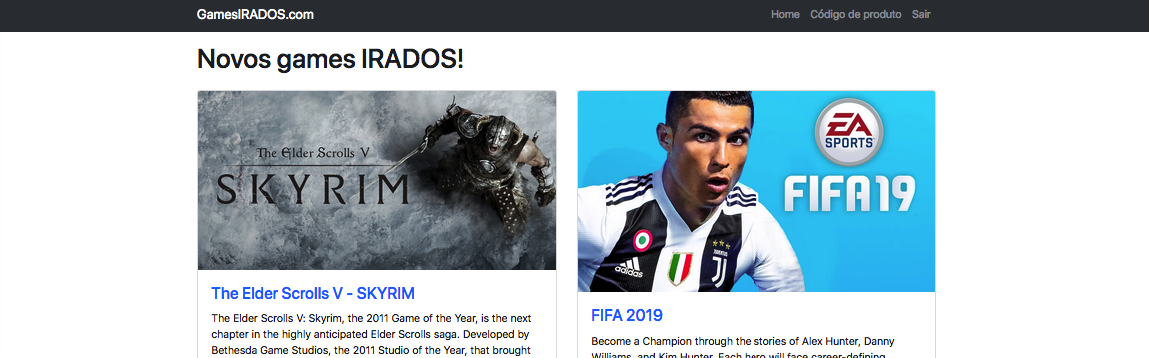 GamesIRADOS.com
Home Código de produto Sair
Novos games IRADOS!
The Elder Scrolls V
SKYRIM
The Elder Scrolls V - SKYRIM
The Elder Scrolls V: Skyrim, the 2011 Game of the Year, is the next
chapter in the highly anticipated Elder Scrolls saga. Developed by
Bethesda Game Studios, the 2011 Studio of the Year, that brought
EA
SPORTS
FIFA 19
adidas
FIFA 2019
Become a Champion through the stories of Alex Hunter, Danny
Williams, and Kim Hunter. Each hero will face career-defining